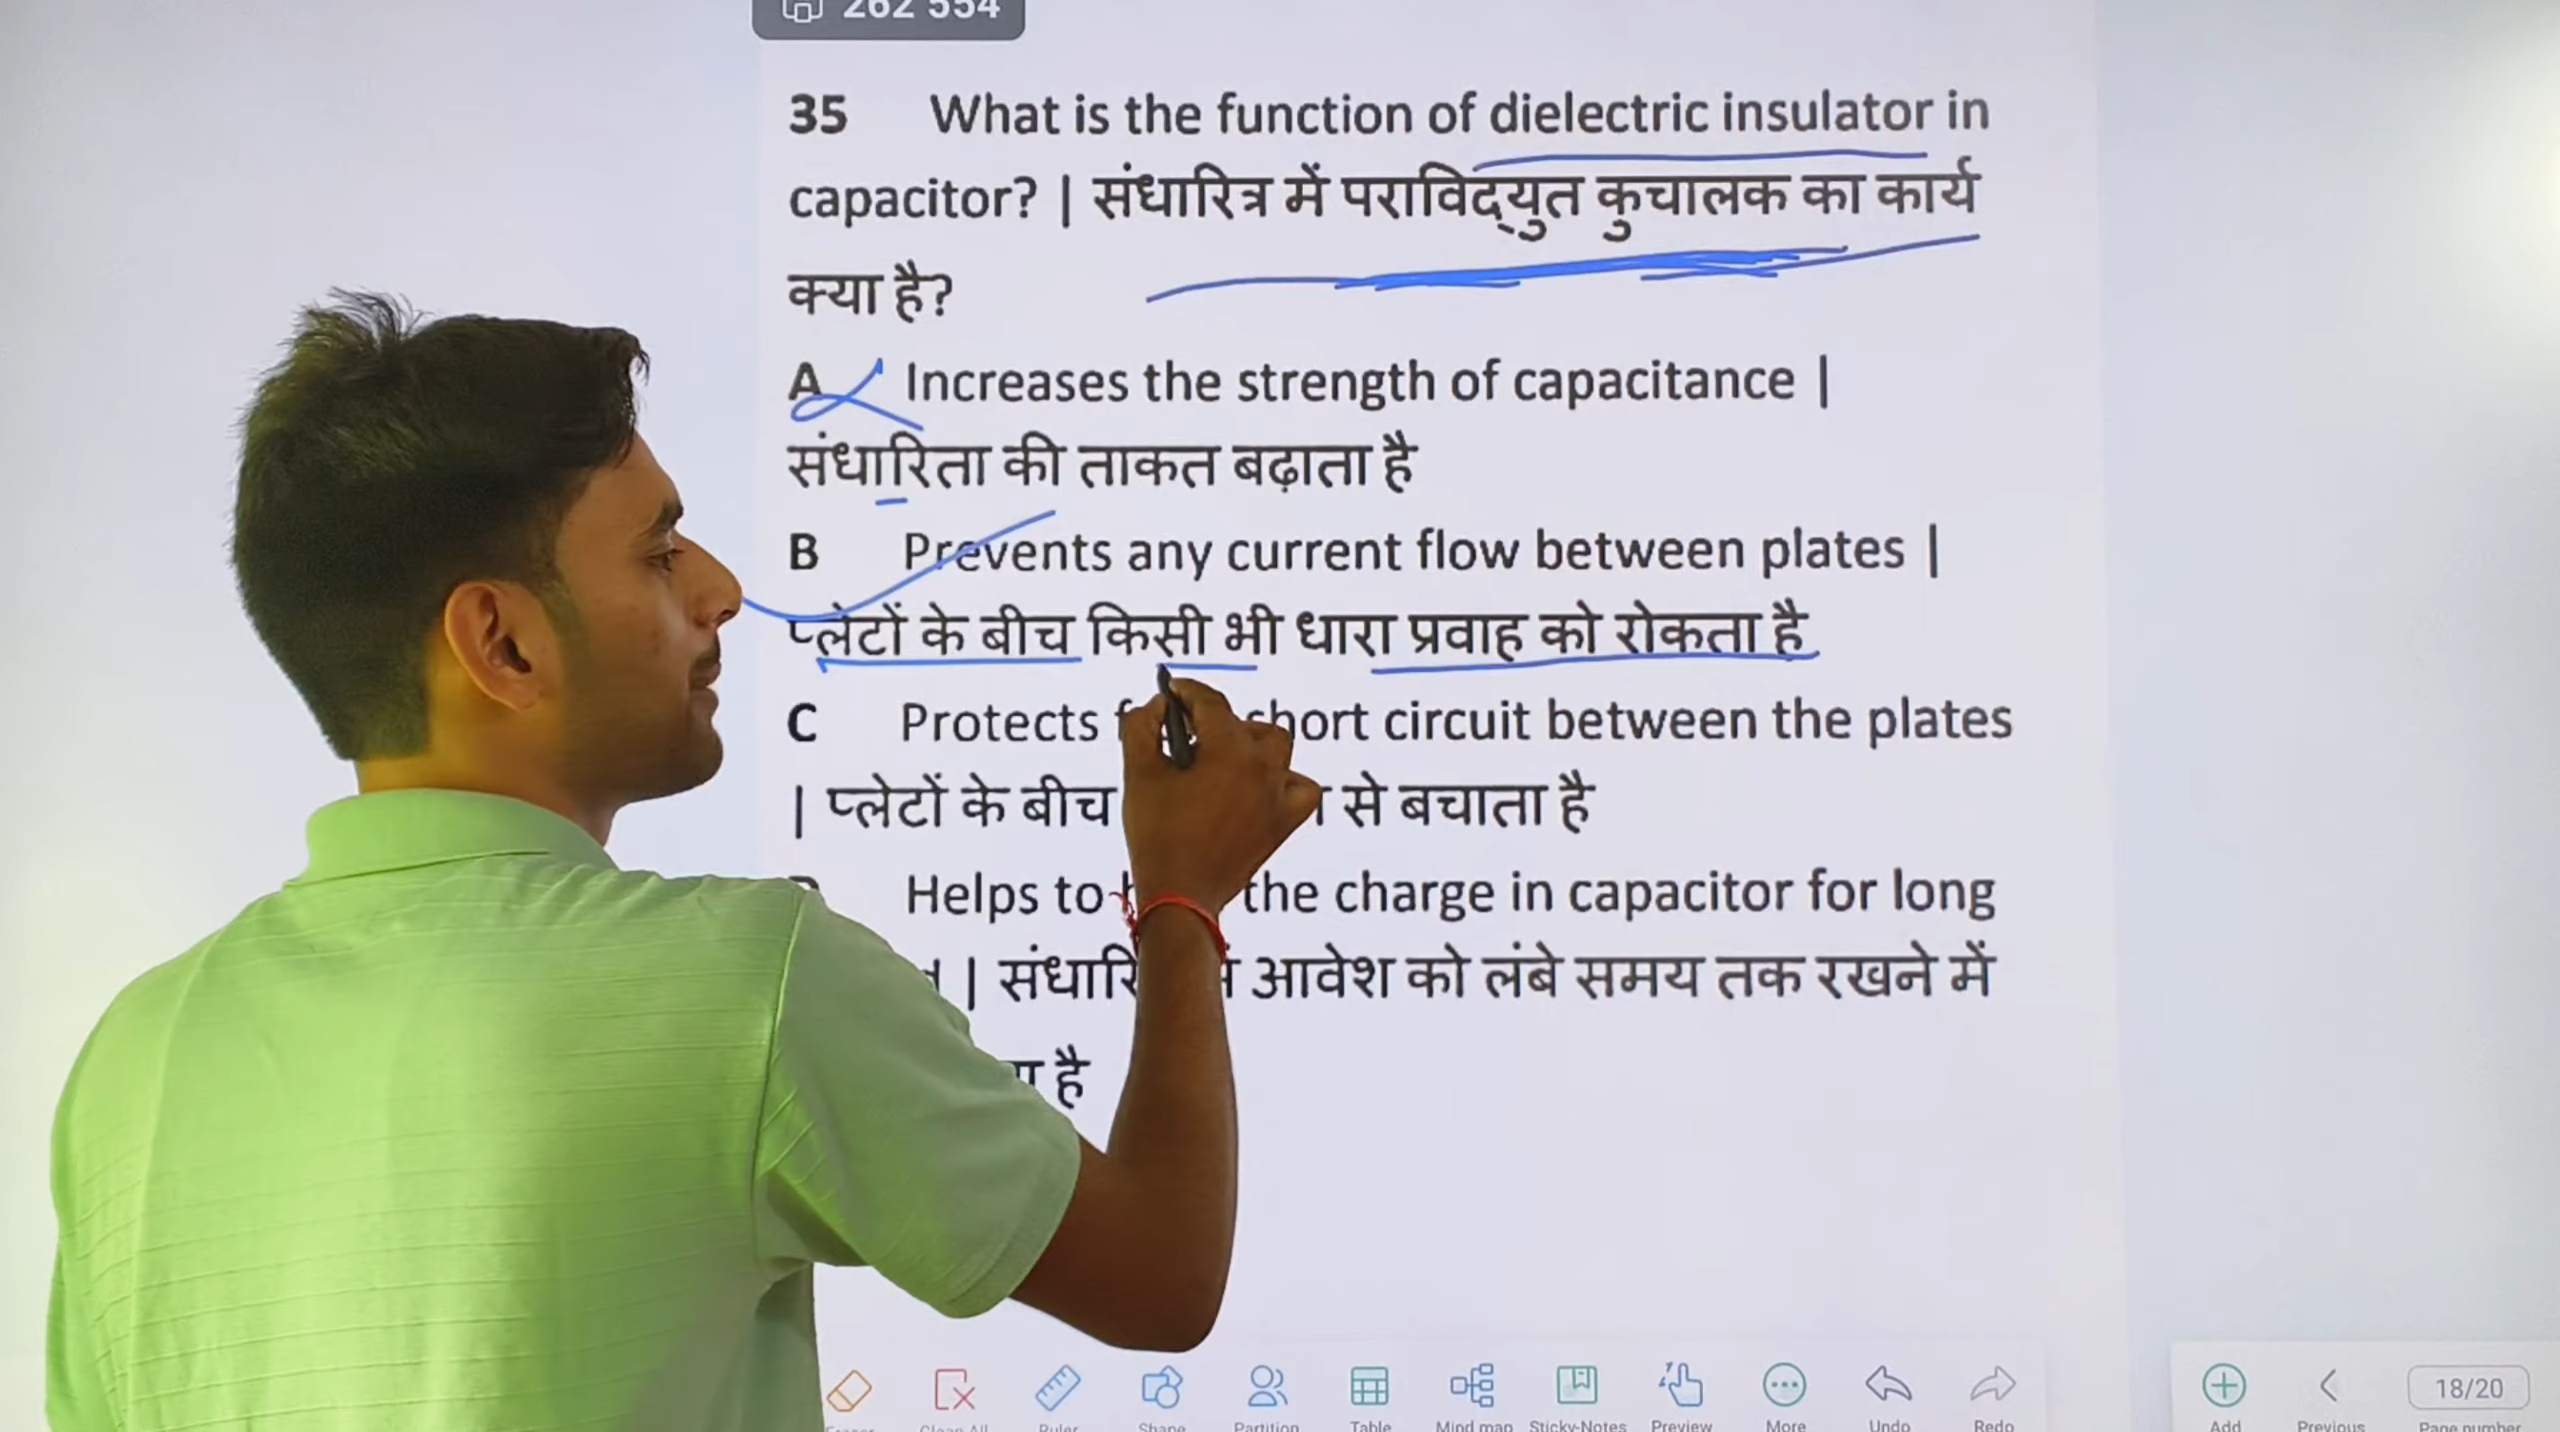 262 554
35 What is the function of dielectric insulator in
capacitor? | संधारित्र में पराविद्युत कुचालक का कार्य
क्या है?
A Increases the strength of capacitance |
संधारिता की ताकत बढ़ाता है
B Prevents any current flow between plates |
प्लेटों के बीच किसी भी धारा प्रवाह को रोकता है
C Protects short circuit between the plates
| प्लेटों के बीच से बचाता है
Helps to the charge in capacitor for long
| आवेश को लंबे समय तक रखने में
है
Clean All Ruler Shape Partition Table Mind map Sticky-Notes Preview More Undo Redo Add Previous Page number
18/20